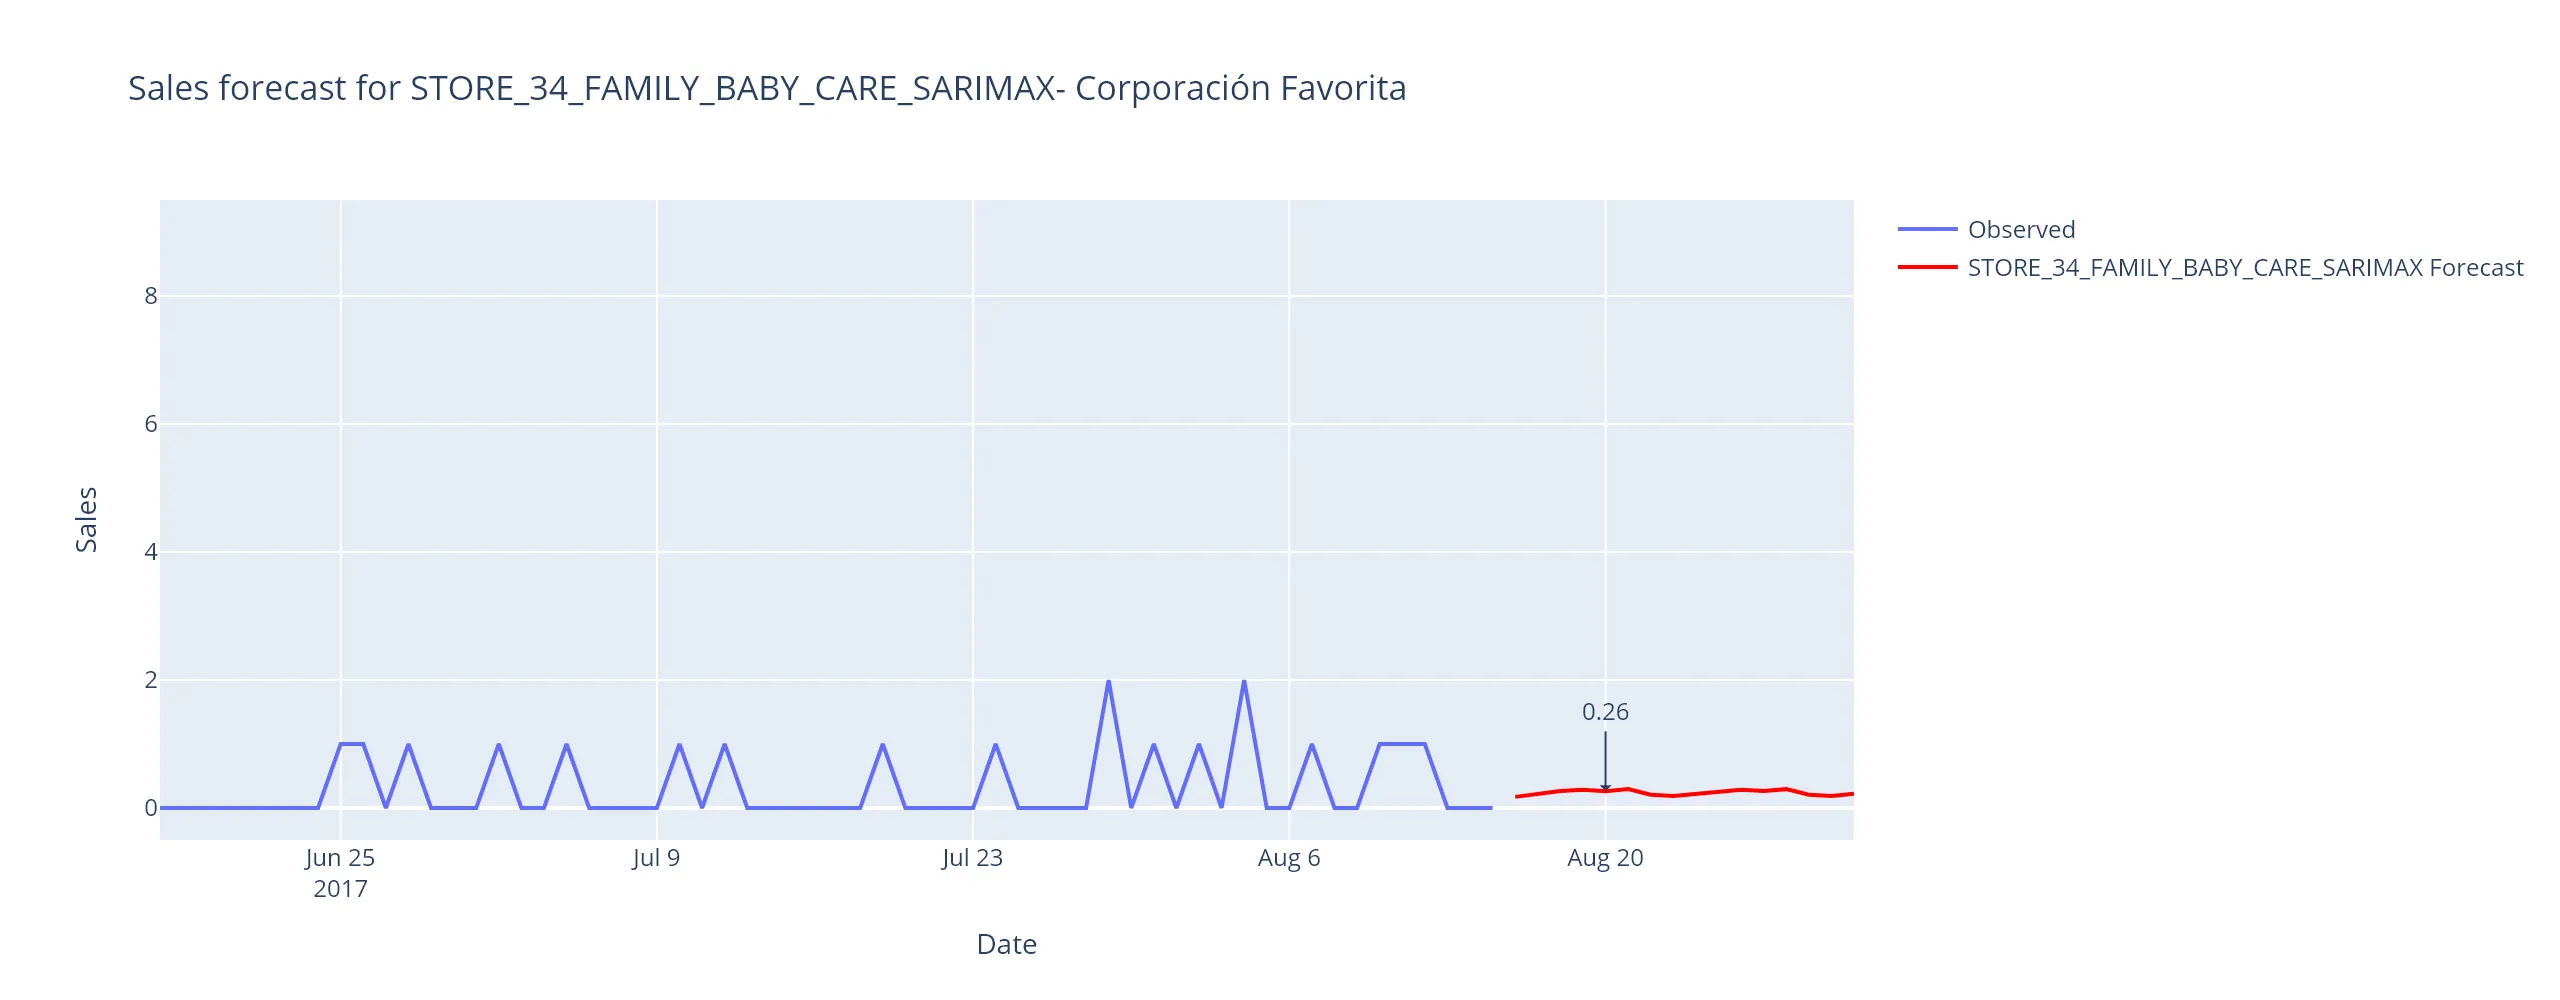 Sales forecast for STORE_34_FAMILY_BABY_CARE_SARIMAX- Corporación Favorita
Observed
STORE_34_FAMILY_BABY_CARE_SARIMAX Forecast
8
6
4
2
0
Sales
0.26
Jun 25
2017
Jul 9
Jul 23
Aug 6
Aug 20
Date